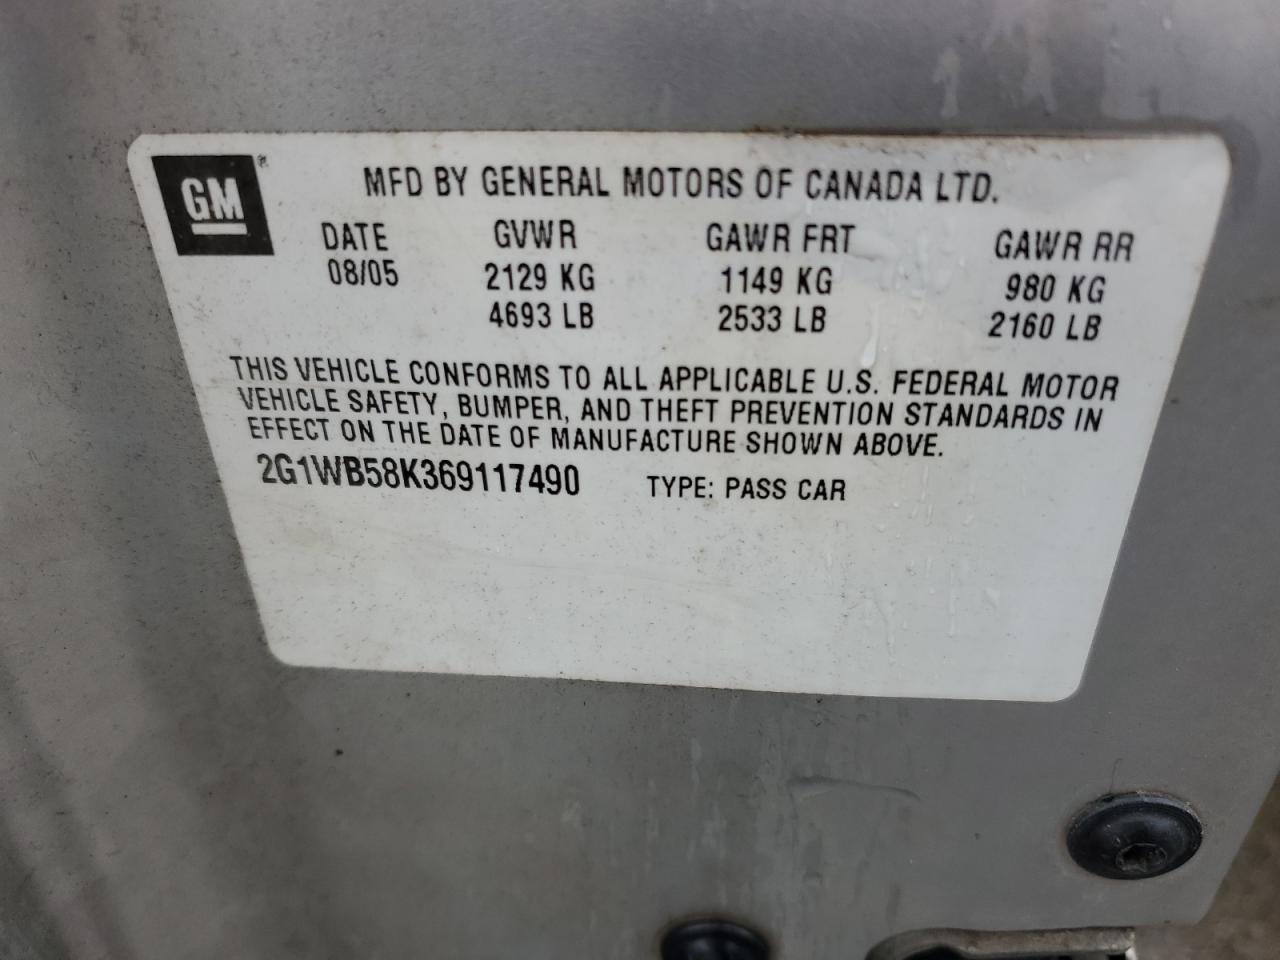 GM®
MFD BY GENERAL MOTORS OF CANADA LTD.
DATE GVWR GAWR FRT GAWR RR
08/05 2129 KG 1149 KG 980 KG
4693 LB 2533 LB 2160 LB
THIS VEHICLE CONFORMS TO ALL APPLICABLE U.S. FEDERAL MOTOR
VEHICLE SAFETY, BUMPER, AND THEFT PREVENTION STANDARDS IN
EFFECT ON THE DATE OF MANUFACTURE SHOWN ABOVE.
2G1WB58K369117490 TYPE: PASS CAR